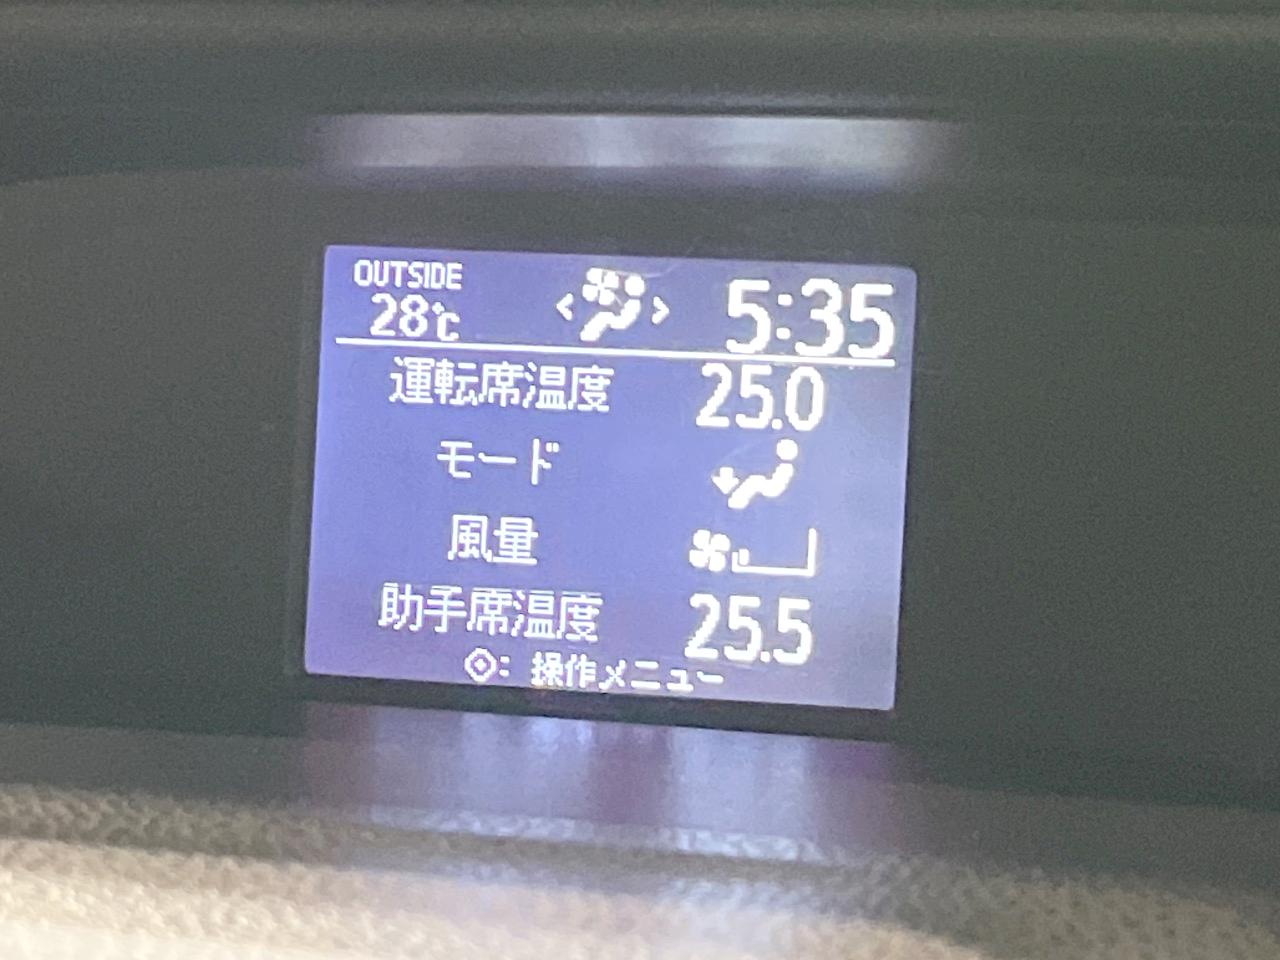 OUTSIDE
28℃ < > 5:35
運転席温度 25.0
モード
風量
助手席温度 25.5
: 操作メニュー